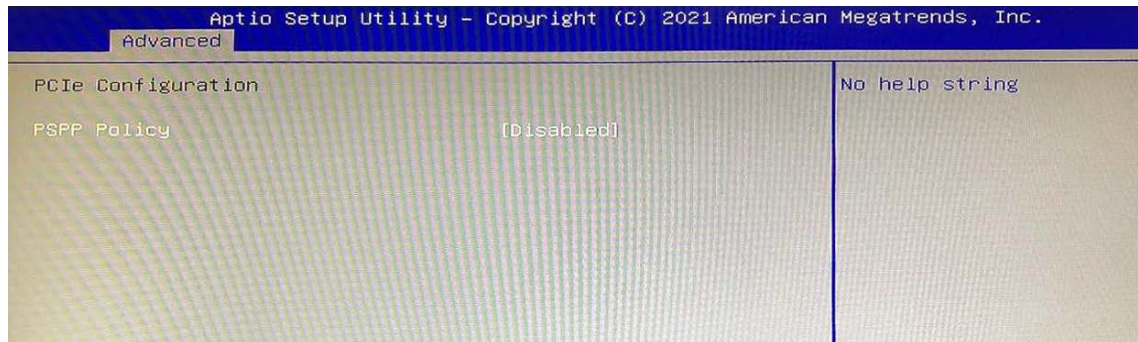 Aptio Setup Utility – Copyright (C) 2021 American Megatrends, Inc.
Advanced
PCIe Configuration
No help string
PSPP Policy [Disabled]